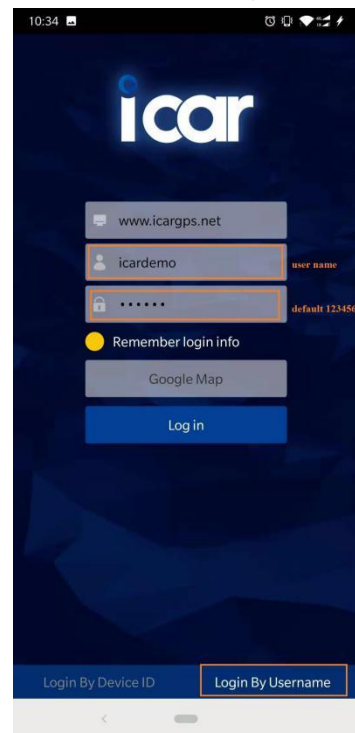 10:34
icar
www.icargps.net
icardemo
user name
••••••
default 123456
Remember login info
Google Map
Log in
Login By Device ID
Login By Username